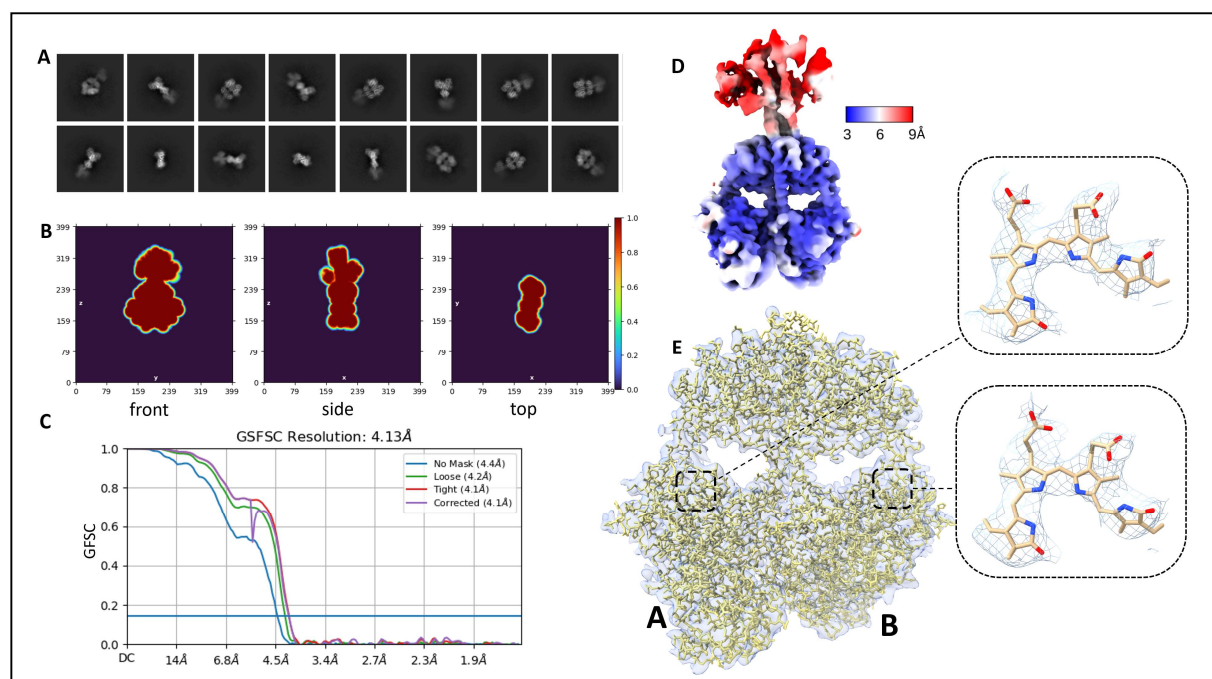 A
B
1.0
0.8
0.6
0.4
0.2
0.0
399
319
239
159
79
0
z
y
0 79 159 239 319 399
front
399
319
239
159
79
0
z
x
0 79 159 239 319 399
side
399
319
239
159
79
0
y
x
0 79 159 239 319 399
top
C
GSFSC Resolution: 4.13Å
No Mask (4.4Å)
Loose (4.2Å)
Tight (4.1Å)
Corrected (4.1Å)
GFSC
1.0
0.8
0.6
0.4
0.2
0.0
DC 14Å 6.8Å 4.5Å 3.4Å 2.7Å 2.3Å 1.9Å
D
3 6 9Å
E
A
B